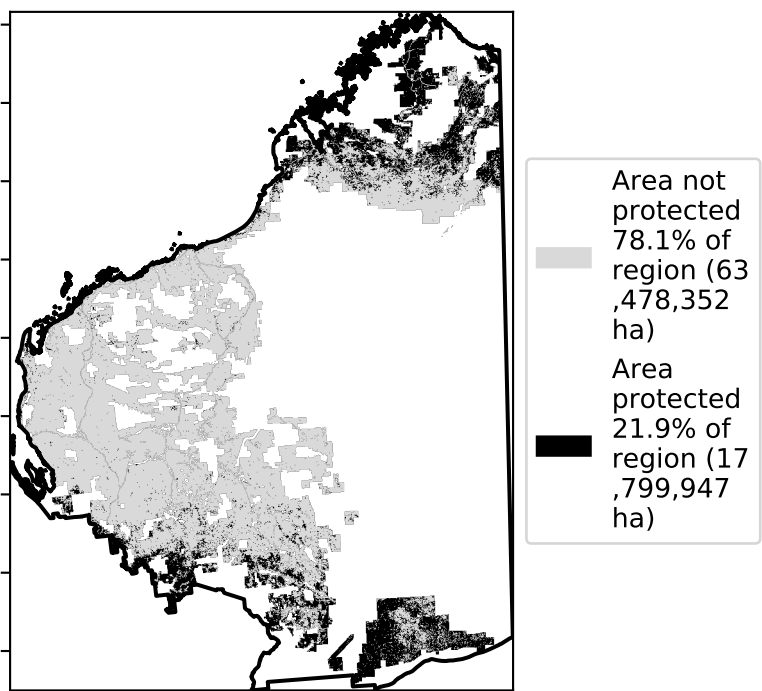 Area not
protected
78.1% of
region (63
,478,352
ha)
Area
protected
21.9% of
region (17
,799,947
ha)